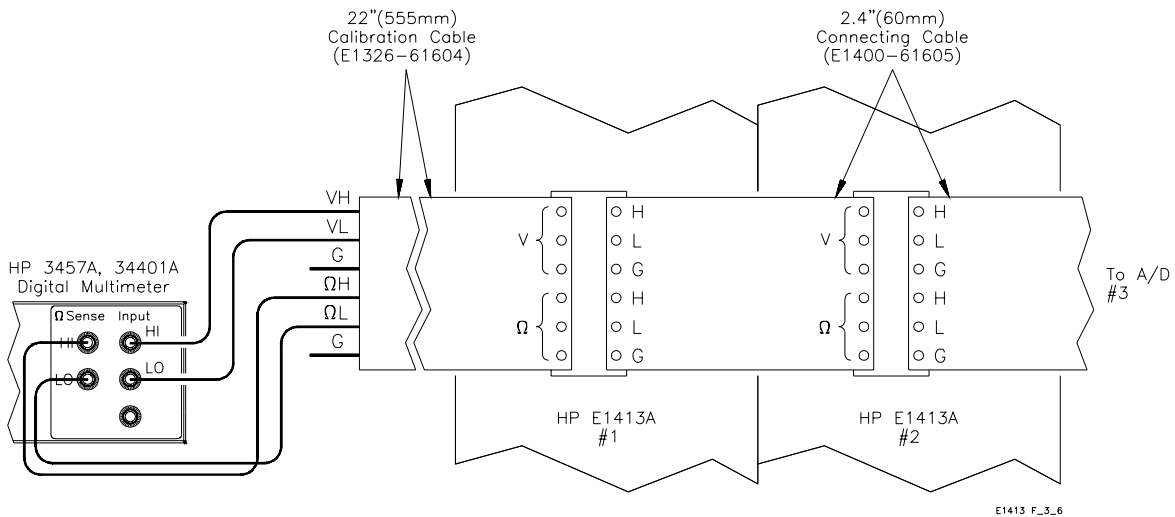 22"(555mm)
Calibration Cable
(E1326-61604)
2.4"(60mm)
Connecting Cable
(E1400-61605)
VH
VL
G
ΩH
ΩL
G
HP 3457A, 34401A
Digital Multimeter
Ω Sense Input
HI HI
LO LO
V
H
L
G
Ω
H
L
G
V
H
L
G
Ω
H
L
G
To A/D
#3
HP E1413A
#1
HP E1413A
#2
E1413 F_3_6